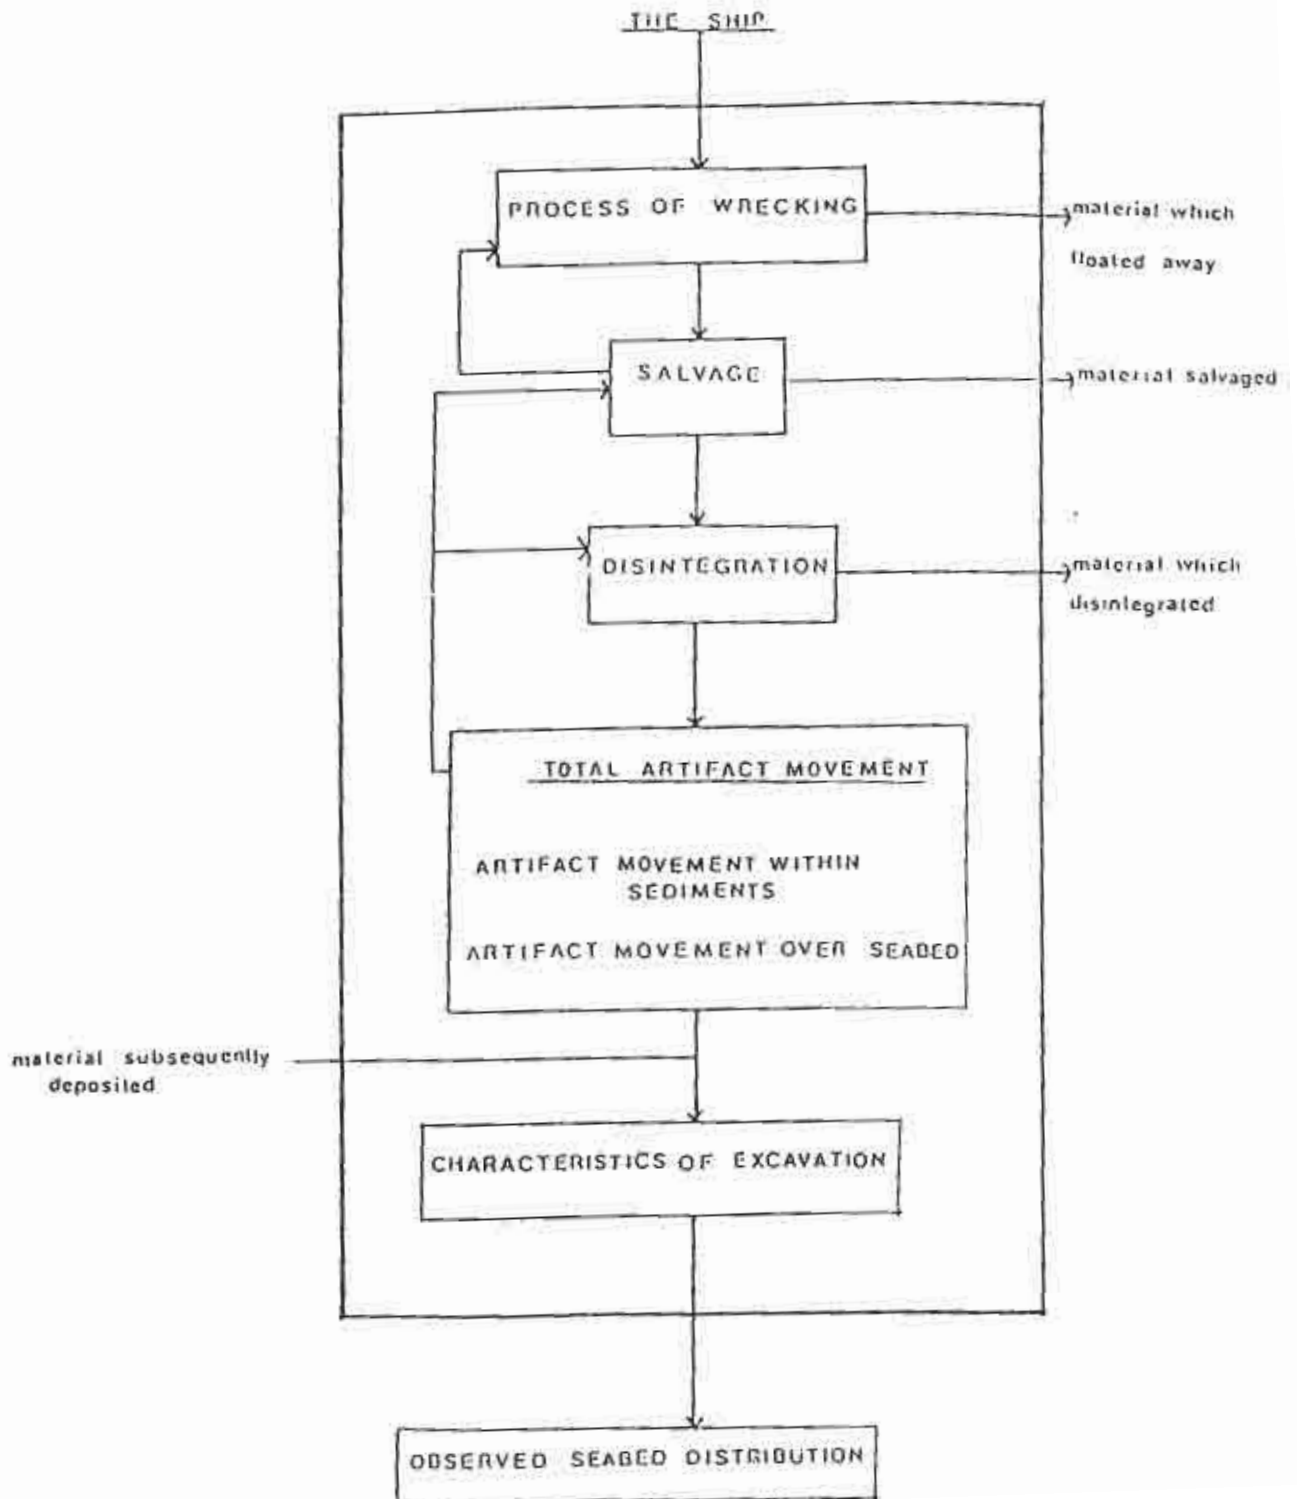 THE SHIP
PROCESS OF WRECKING
material which
floated away
SALVAGE
material salvaged
DISINTEGRATION
material which
disintegrated
TOTAL ARTIFACT MOVEMENT
ARTIFACT MOVEMENT WITHIN
SEDIMENTS
ARTIFACT MOVEMENT OVER SEABED
material subsequently
deposited
CHARACTERISTICS OF EXCAVATION
OBSERVED SEABED DISTRIBUTION